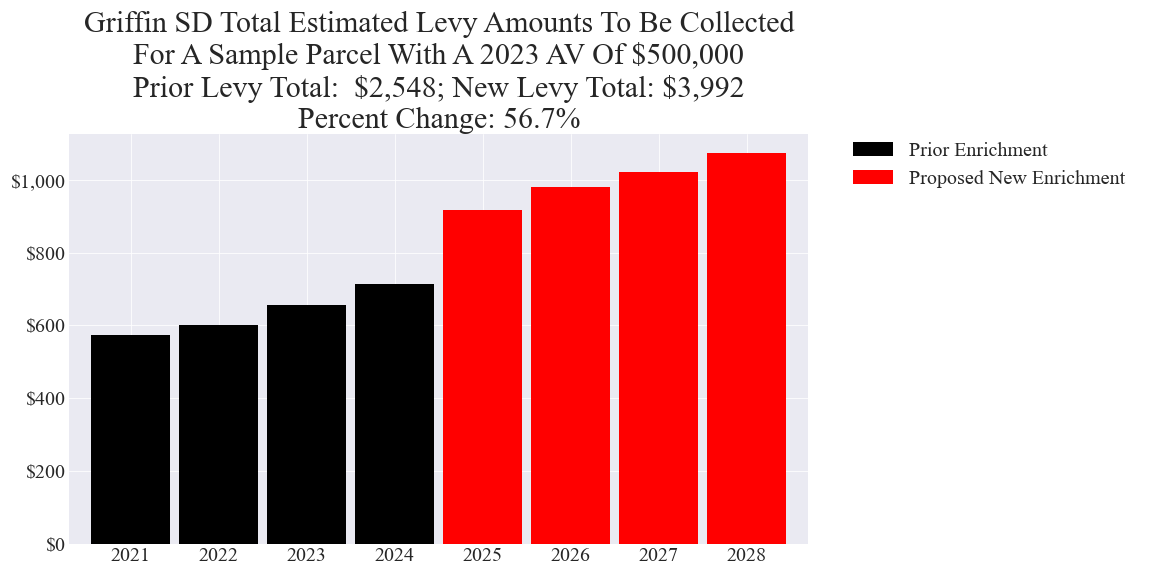 Griffin SD Total Estimated Levy Amounts To Be Collected
For A Sample Parcel With A 2023 AV Of $500,000
Prior Levy Total:  $2,548; New Levy Total: $3,992
Percent Change: 56.7%
Prior Enrichment
Proposed New Enrichment
$1,000
$800
$600
$400
$200
$0
2021 2022 2023 2024 2025 2026 2027 2028